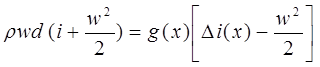 ρwd (i + w²/2) = g(x)[Δi(x) − w²/2]